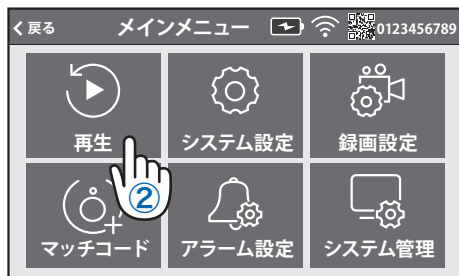 く戻る メインメニュー 0123456789
再生 システム設定 録画設定
②
マッチコード アラーム設定 システム管理